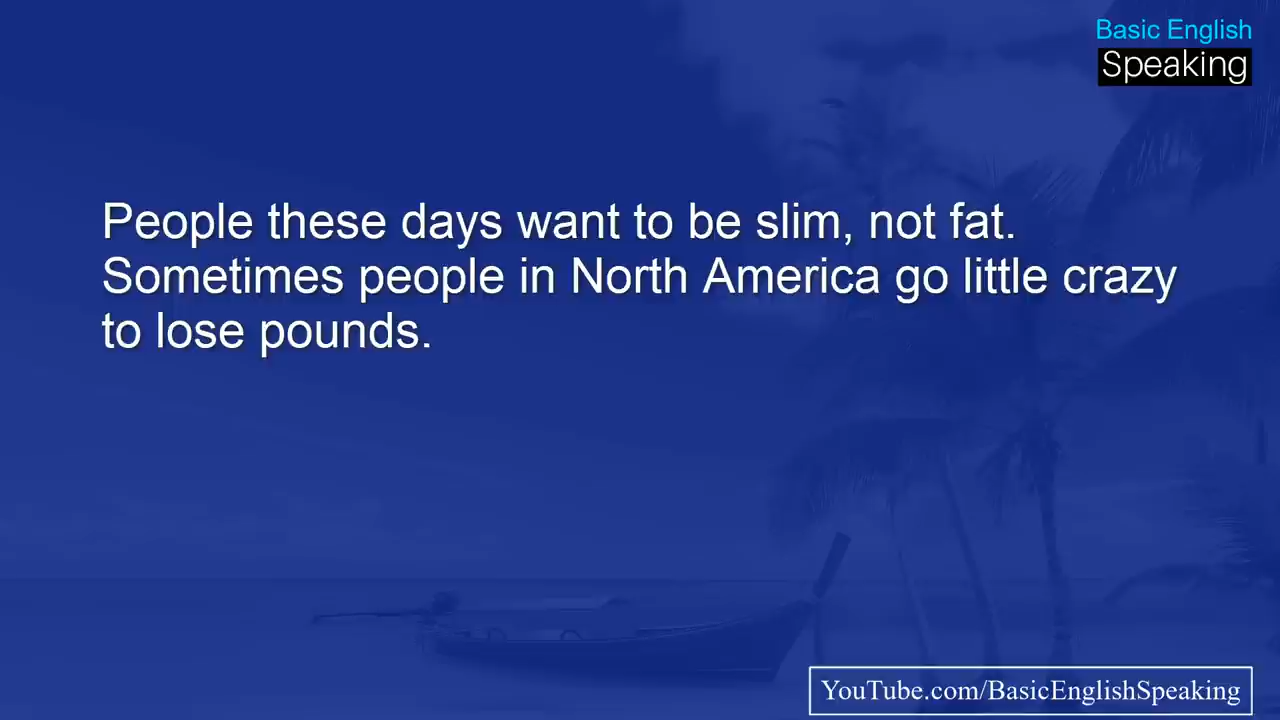 Basic English
Speaking
People these days want to be slim, not fat.
Sometimes people in North America go little crazy
to lose pounds.
YouTube.com/BasicEnglishSpeaking